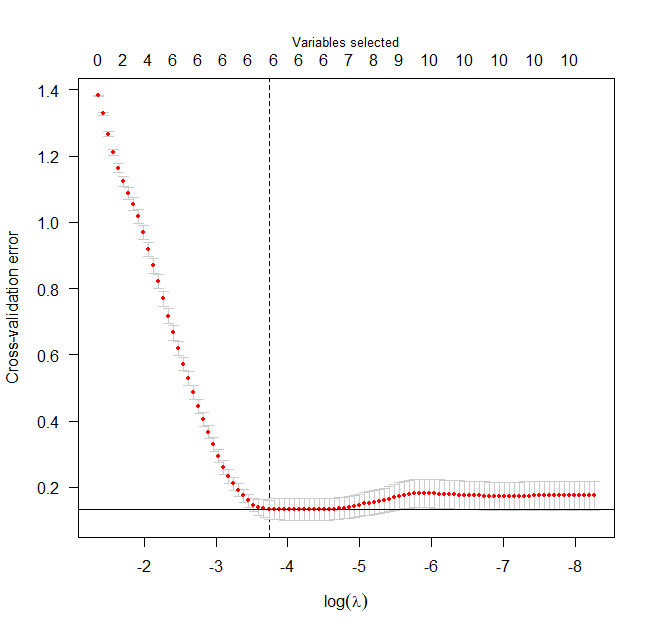 Variables selected
0 2 4 6 6 6 6 6 6 6 7 8 9 10 10 10 10 10
1.4
1.2
1.0
0.8
0.6
0.4
0.2
Cross-validation error
-2 -3 -4 -5 -6 -7 -8
log(λ)